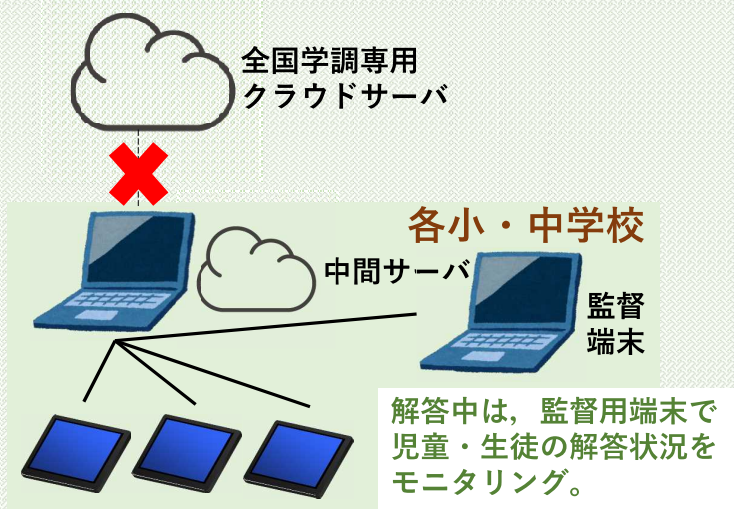 全国学調専用
クラウドサーバ
各小・中学校
中間サーバ
監督
端末
解答中は，監督用端末で
児童・生徒の解答状況を
モニタリング。